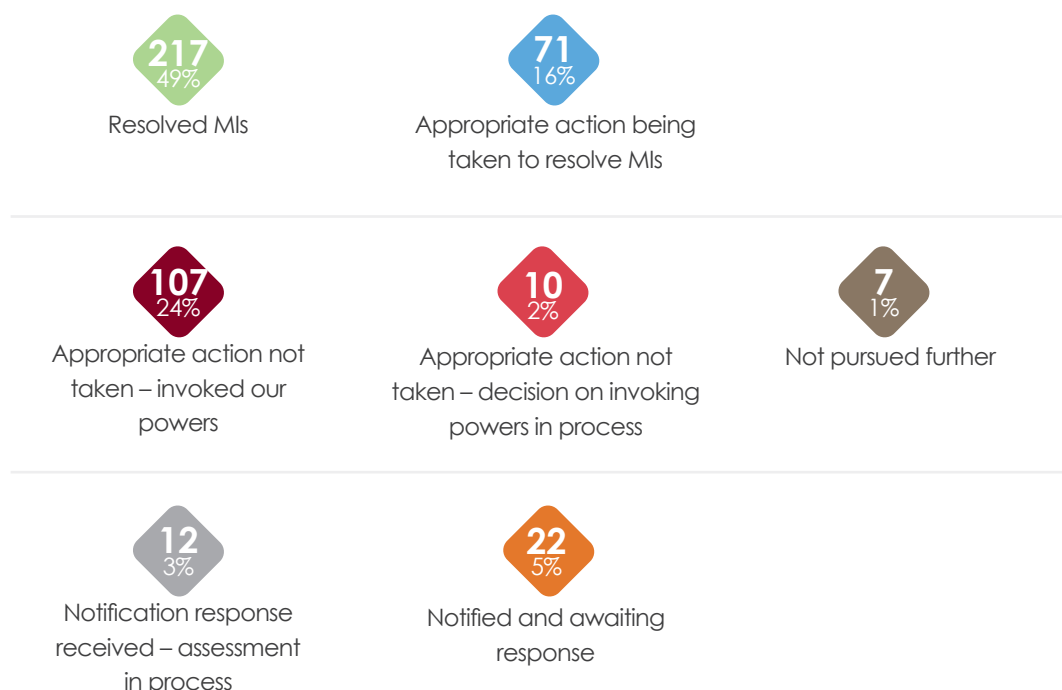 217
49%
Resolved MIs
71
16%
Appropriate action being
taken to resolve MIs
107
24%
Appropriate action not
taken – invoked our
powers
10
2%
Appropriate action not
taken – decision on invoking
powers in process
7
1%
Not pursued further
12
3%
Notification response
received – assessment
in process
22
5%
Notified and awaiting
response